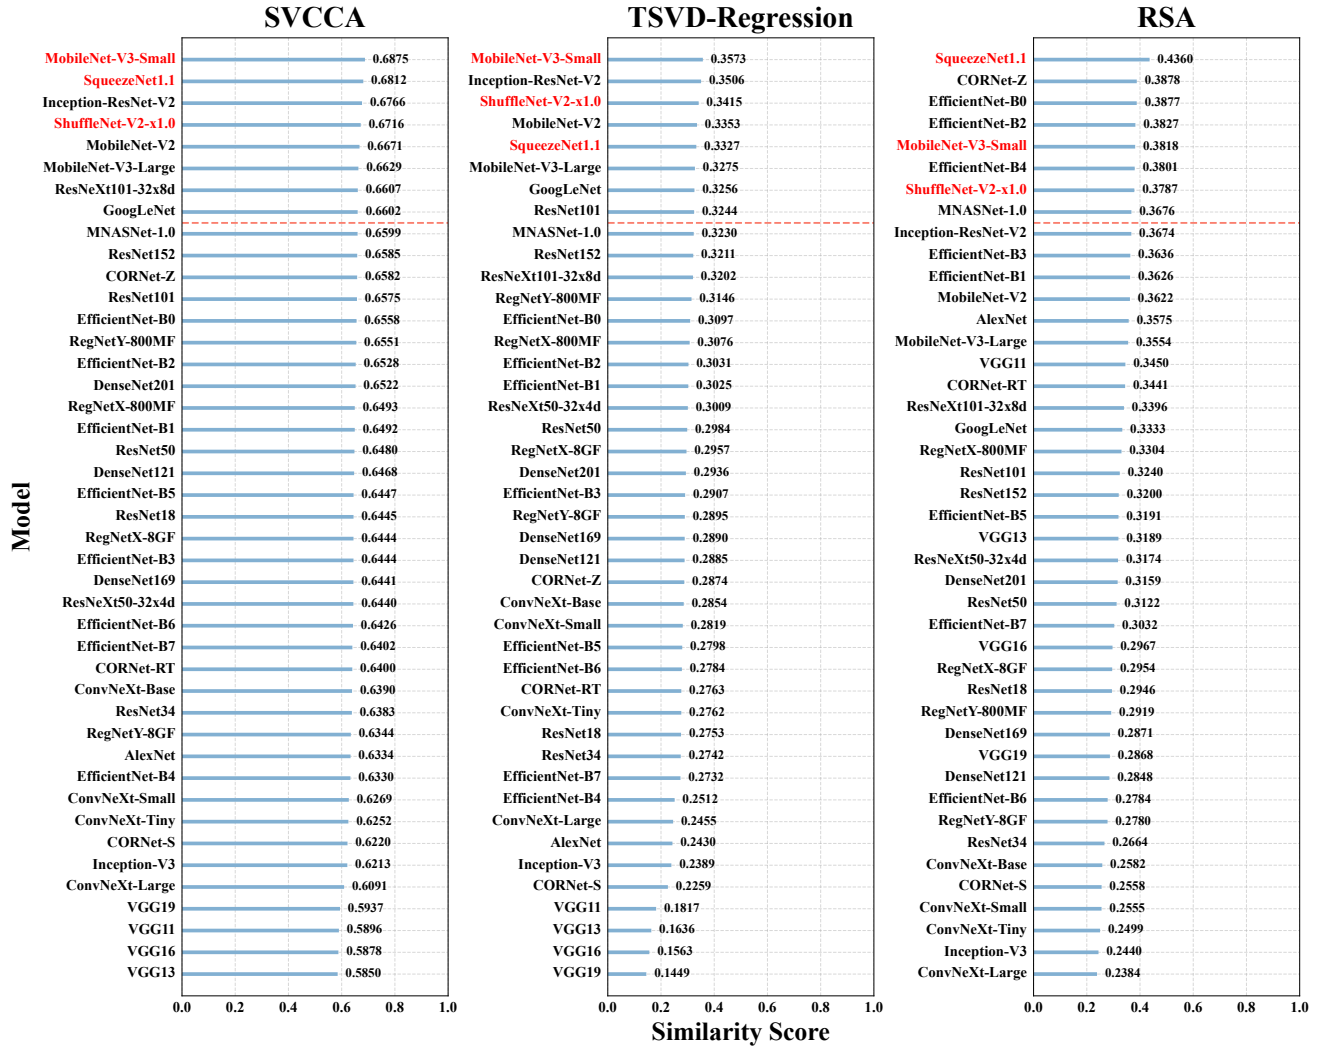 SVCCA
TSVD-Regression
RSA
Model
MobileNet-V3-Small 0.6875
SqueezeNet1.1 0.6812
Inception-ResNet-V2 0.6766
ShuffleNet-V2-x1.0 0.6716
MobileNet-V2 0.6671
MobileNet-V3-Large 0.6629
ResNeXt101-32x8d 0.6607
GoogLeNet 0.6602
MNASNet-1.0 0.6599
ResNet152 0.6585
CORNet-Z 0.6582
ResNet101 0.6575
EfficientNet-B0 0.6558
RegNetY-800MF 0.6551
EfficientNet-B2 0.6528
DenseNet201 0.6522
RegNetX-800MF 0.6493
EfficientNet-B1 0.6492
ResNet50 0.6480
DenseNet121 0.6468
EfficientNet-B5 0.6447
ResNet18 0.6445
RegNetX-8GF 0.6444
EfficientNet-B3 0.6444
DenseNet169 0.6441
ResNeXt50-32x4d 0.6440
EfficientNet-B6 0.6426
EfficientNet-B7 0.6402
CORNet-RT 0.6400
ConvNeXt-Base 0.6390
ResNet34 0.6383
RegNetY-8GF 0.6344
AlexNet 0.6334
EfficientNet-B4 0.6330
ConvNeXt-Small 0.6269
ConvNeXt-Tiny 0.6252
CORNet-S 0.6220
Inception-V3 0.6213
ConvNeXt-Large 0.6091
VGG19 0.5937
VGG11 0.5896
VGG16 0.5878
VGG13 0.5850
0.0 0.2 0.4 0.6 0.8 1.0
MobileNet-V3-Small 0.3573
Inception-ResNet-V2 0.3506
ShuffleNet-V2-x1.0 0.3415
MobileNet-V2 0.3353
SqueezeNet1.1 0.3327
MobileNet-V3-Large 0.3275
GoogLeNet 0.3256
ResNet101 0.3244
MNASNet-1.0 0.3230
ResNet152 0.3211
ResNeXt101-32x8d 0.3202
RegNetY-800MF 0.3146
EfficientNet-B0 0.3097
RegNetX-800MF 0.3076
EfficientNet-B2 0.3031
EfficientNet-B1 0.3025
ResNeXt50-32x4d 0.3009
ResNet50 0.2984
RegNetX-8GF 0.2957
DenseNet201 0.2936
EfficientNet-B3 0.2907
RegNetY-8GF 0.2895
DenseNet169 0.2890
DenseNet121 0.2885
CORNet-Z 0.2874
ConvNeXt-Base 0.2854
ConvNeXt-Small 0.2819
EfficientNet-B5 0.2798
EfficientNet-B6 0.2784
CORNet-RT 0.2763
ConvNeXt-Tiny 0.2762
ResNet18 0.2753
ResNet34 0.2742
EfficientNet-B7 0.2732
EfficientNet-B4 0.2512
ConvNeXt-Large 0.2455
AlexNet 0.2430
Inception-V3 0.2389
CORNet-S 0.2259
VGG11 0.1817
VGG13 0.1636
VGG16 0.1563
VGG19 0.1449
0.0 0.2 0.4 0.6 0.8 1.0
SqueezeNet1.1 0.4360
CORNet-Z 0.3878
EfficientNet-B0 0.3877
EfficientNet-B2 0.3827
MobileNet-V3-Small 0.3818
EfficientNet-B4 0.3801
ShuffleNet-V2-x1.0 0.3787
MNASNet-1.0 0.3676
Inception-ResNet-V2 0.3674
EfficientNet-B3 0.3636
EfficientNet-B1 0.3626
MobileNet-V2 0.3622
AlexNet 0.3575
MobileNet-V3-Large 0.3554
VGG11 0.3450
CORNet-RT 0.3441
ResNeXt101-32x8d 0.3396
GoogLeNet 0.3333
RegNetX-800MF 0.3304
ResNet101 0.3240
ResNet152 0.3200
EfficientNet-B5 0.3191
VGG13 0.3189
ResNeXt50-32x4d 0.3174
DenseNet201 0.3159
ResNet50 0.3122
EfficientNet-B7 0.3032
VGG16 0.2967
RegNetX-8GF 0.2954
ResNet18 0.2946
RegNetY-800MF 0.2919
DenseNet169 0.2871
VGG19 0.2868
DenseNet121 0.2848
EfficientNet-B6 0.2784
RegNetY-8GF 0.2780
ResNet34 0.2664
ConvNeXt-Base 0.2582
CORNet-S 0.2558
ConvNeXt-Small 0.2555
ConvNeXt-Tiny 0.2499
Inception-V3 0.2440
ConvNeXt-Large 0.2384
0.0 0.2 0.4 0.6 0.8 1.0
Similarity Score